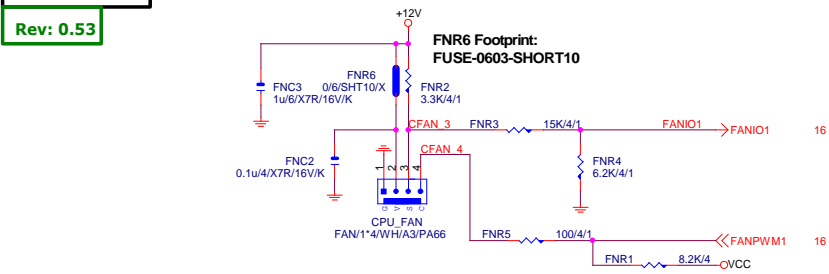 Rev: 0.53
+12V
FNR6 Footprint:
FUSE-0603-SHORT10
FNC3
1u/6/X7R/16V/K
FNR6
0/6/SHT10/X
FNR2
3.3K/4/1
CFAN_3
FNR3
15K/4/1
FANIO1
FANIO1
16
FNC2
0.1u/4/X7R/16V/K
CFAN_4
FNR4
6.2K/4/1
1
2
3
4
G
V
S
C
CPU_FAN
FAN/1*4/WH/A3/PA66
FNR5
100/4/1
FANPWM1
16
FNR1
8.2K/4
VCC